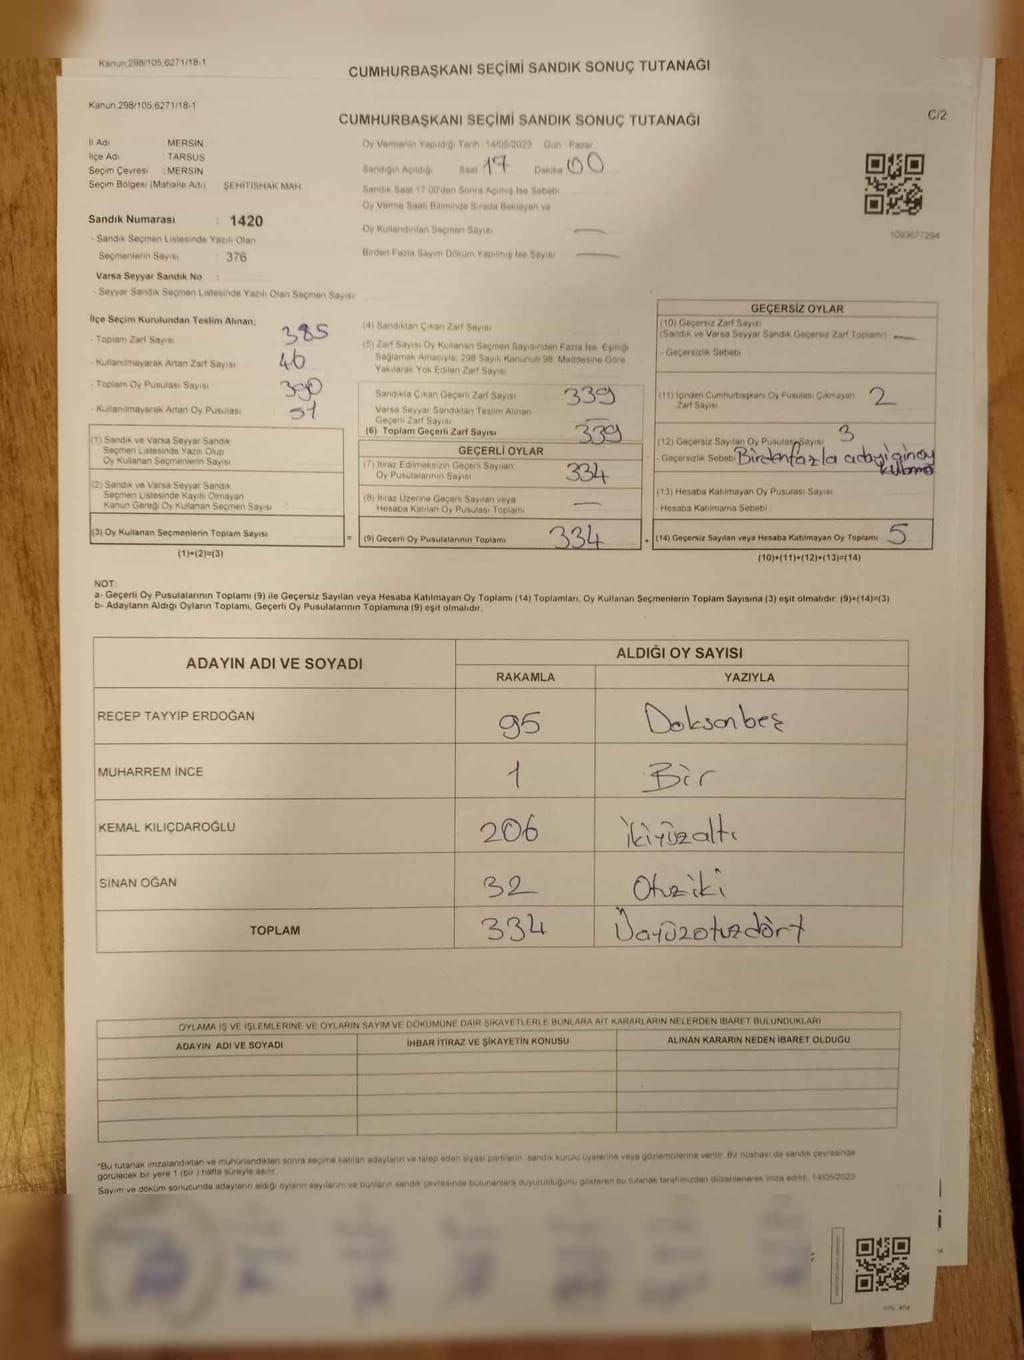 Kanun 298/105,6271/18-1
CUMHURBAŞKANI SEÇİMİ SANDIK SONUÇ TUTANAĞI
Kanun 298/105,6271/18-1
CUMHURBAŞKANI SEÇİMİ SANDIK SONUÇ TUTANAĞI
C/2
İl Adı MERSİN
İlçe Adı TARSUS
Seçim Çevresi : MERSİN
Seçim Bölgesi (Mahalle Adı) ŞEHİTİSHAK MAH.
Sandık Numarası : 1420
- Sandık Seçmen Listesinde Yazılı Olan
Seçmenlerin Sayısı : 376
Varsa Seyyar Sandık No :
- Seyyar Sandık Seçmen Listesinde Yazılı Olan Seçmen Sayısı
Oy Vermenin Yapıldığı Tarih 14/05/2023 Gün Pazar
Sandığın Açıldığı Saat 17 Dakika 00
Sandık Saat 17:00'den Sonra Açılmış İse Sebebi
Oy Verme Saati Bitiminde Sırada Bekleyen ve
Oy Kullandırılan Seçmen Sayısı —
Birden Fazla Sayım Döküm Yapılmış İse Sayısı —
1093677294
İlçe Seçim Kurulundan Teslim Alınan;
- Toplam Zarf Sayısı 385
- Kullanılmayarak Artan Zarf Sayısı 46
- Toplam Oy Pusulası Sayısı 390
- Kullanılmayarak Artan Oy Pusulası 51
(1) Sandık ve Varsa Seyyar Sandık
Seçmen Listesinde Yazılı Olup
Oy Kullanan Seçmenlerin Sayısı
(2) Sandık ve Varsa Seyyar Sandık
Seçmen Listesinde Kayıtlı Olmayan
Kanun Gereği Oy Kullanan Seçmen Sayısı
(3) Oy Kullanan Seçmenlerin Toplam Sayısı =
(1)+(2)=(3)
(4) Sandıktan Çıkan Zarf Sayısı
(5) Zarf Sayısı Oy Kullanan Seçmen Sayısından Fazla İse, Eşitliği
Sağlamak Amacıyla, 298 Sayılı Kanunun 98. Maddesine Göre
Yakılarak Yok Edilen Zarf Sayısı
Sandıkta Çıkan Geçerli Zarf Sayısı 339
Varsa Seyyar Sandıktan Teslim Alınan
Geçerli Zarf Sayısı —
(6) Toplam Geçerli Zarf Sayısı 339
GEÇERLİ OYLAR
(7) İtiraz Edilmeksizin Geçerli Sayılan
Oy Pusulalarının Sayısı 334
(8) İtiraz Üzerine Geçerli Sayılan veya
Hesaba Katılan Oy Pusulası Toplamı —
(9) Geçerli Oy Pusulalarının Toplamı 334 +
GEÇERSİZ OYLAR
(10) Geçersiz Zarf Sayısı
(Sandık ve Varsa Seyyar Sandık Geçersiz Zarf Toplamı) —
- Geçersizlik Sebebi
(11) İçinden Cumhurbaşkanı Oy Pusulası Çıkmayan
Zarf Sayısı 2
(12) Geçersiz Sayılan Oy Pusulası Sayısı 3
- Geçersizlik Sebebi Birden fazla aday için oy
(13) Hesaba Katılmayan Oy Pusulası Sayısı
- Hesaba Katılmama Sebebi
(14) Geçersiz Sayılan veya Hesaba Katılmayan Oy Toplamı 5
(10)+(11)+(12)+(13)=(14)
NOT:
a- Geçerli Oy Pusulalarının Toplamı (9) ile Geçersiz Sayılan veya Hesaba Katılmayan Oy Toplamı (14) Toplamları, Oy Kullanan Seçmenlerin Toplam Sayısına (3) eşit olmalıdır. (9)+(14)=(3)
b- Adayların Aldığı Oyların Toplamı, Geçerli Oy Pusulalarının Toplamına (9) eşit olmalıdır.
ADAYIN ADI VE SOYADI
ALDIĞI OY SAYISI
RAKAMLA YAZIYLA
RECEP TAYYİP ERDOĞAN 95 Doksanbeş
MUHARREM İNCE 1 Bir
KEMAL KILIÇDAROĞLU 206 İkiyüzaltı
SİNAN OĞAN 32 Otuziki
TOPLAM 334 Üçyüzotuzdört
OYLAMA İŞ VE İŞLEMLERİNE VE OYLARIN SAYIM VE DÖKÜMÜNE DAİR ŞİKAYETLERLE BUNLARA AİT KARARLARIN NELERDEN İBARET BULUNDUKLARI
ADAYIN ADI VE SOYADI İHBAR İTİRAZ VE ŞİKAYETİN KONUSU ALINAN KARARIN NEDEN İBARET OLDUĞU
*Bu tutanak imzalandıktan ve mühürlendikten sonra seçime katılan adayların ve talep eden siyasi partilerin sandık kurulu üyelerine veya gözlemcilerine verilir. Bir nüshası da sandık çevresinde
görülecek bir yere 1 (bir ) hafta süreyle asılır.
Sayım ve döküm sonucunda adayların aldığı oyların sayılarını ve bunların sandık çevresinde bulunanlara duyurulduğunu gösteren bu tutanak tarafımızdan düzenlenerek imza edildi. 14/05/2023